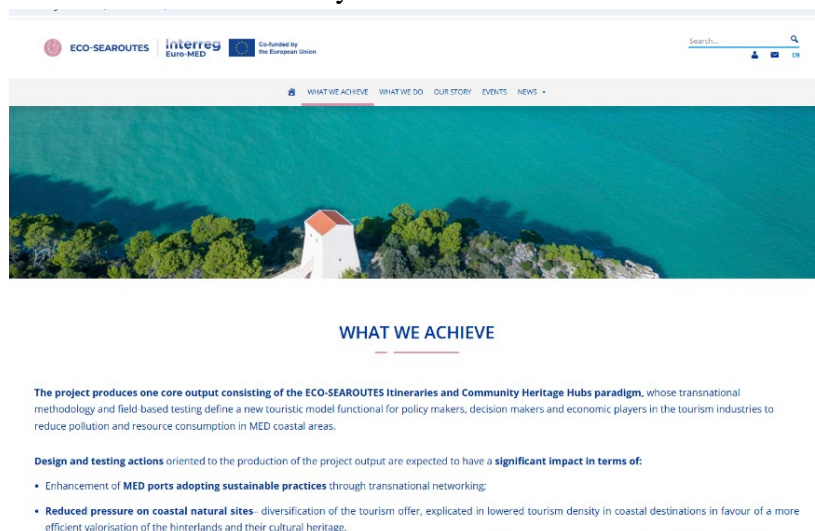 ECO-SEAROUTES
Interreg
Euro-MED
Co-funded by
the European Union
Search...
EN
WHAT WE ACHIEVE WHAT WE DO OUR STORY EVENTS NEWS
WHAT WE ACHIEVE
The project produces one core output consisting of the ECO-SEAROUTES Itineraries and Community Heritage Hubs paradigm, whose transnational
methodology and field-based testing define a new touristic model functional for policy makers, decision makers and economic players in the tourism industries to
reduce pollution and resource consumption in MED coastal areas.
Design and testing actions oriented to the production of the project output are expected to have a significant impact in terms of:
• Enhancement of MED ports adopting sustainable practices through transnational networking;
• Reduced pressure on coastal natural sites– diversification of the tourism offer, explicated in lowered tourism density in coastal destinations in favour of a more
efficient valorisation of the hinterlands and their cultural heritage.